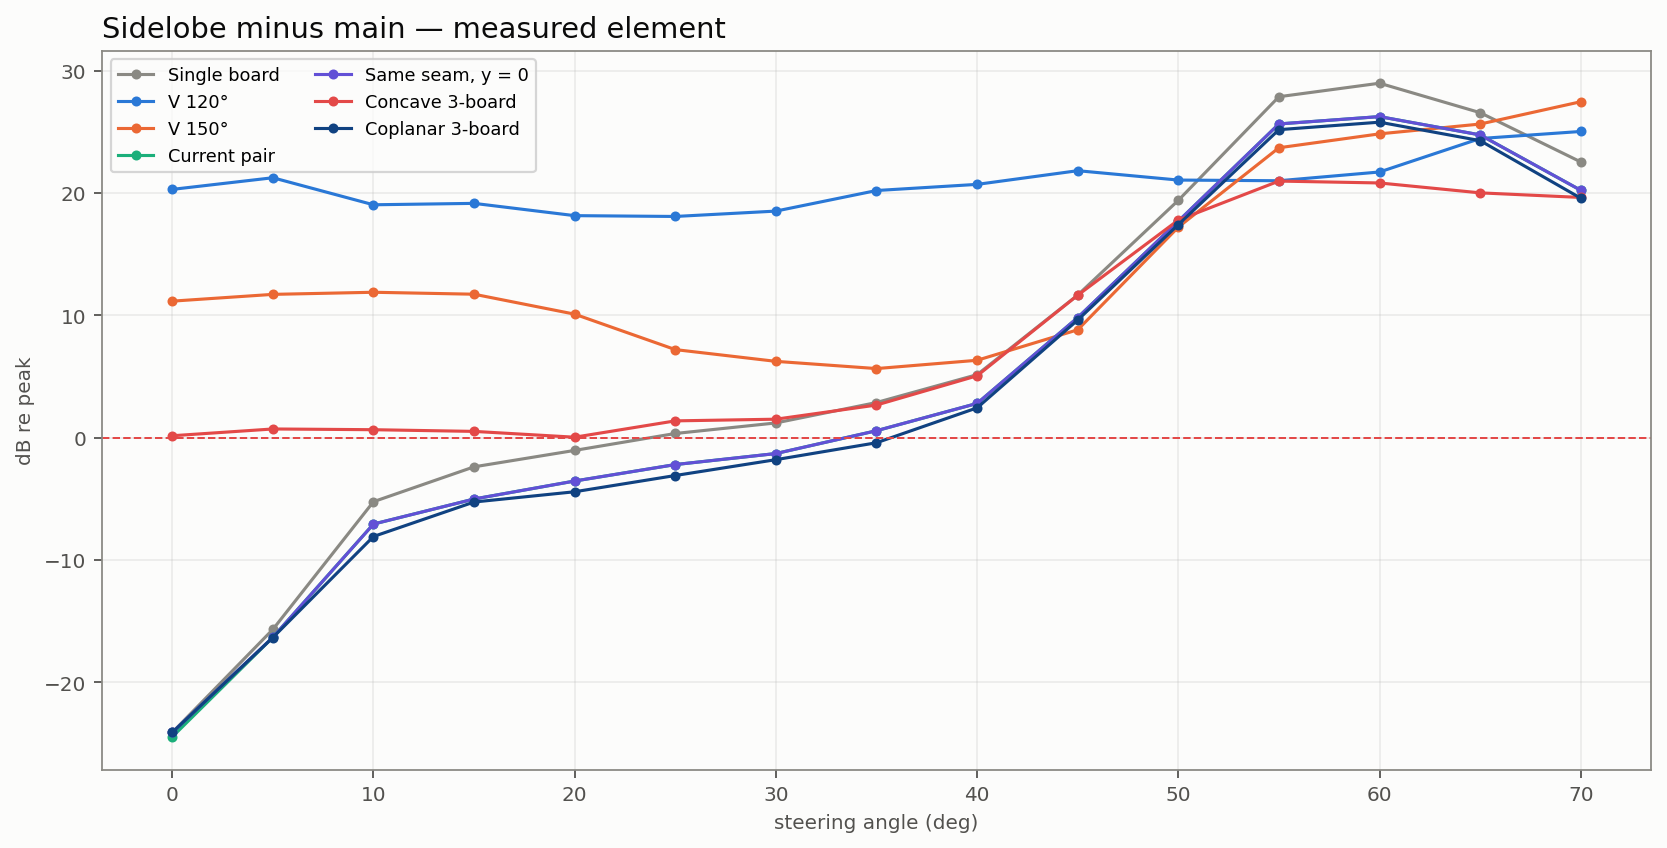 Sidelobe minus main — measured element
Single board
V 120°
V 150°
Current pair
Same seam, y = 0
Concave 3-board
Coplanar 3-board
dB re peak
30
20
10
0
−10
−20
0
10
20
30
40
50
60
70
steering angle (deg)